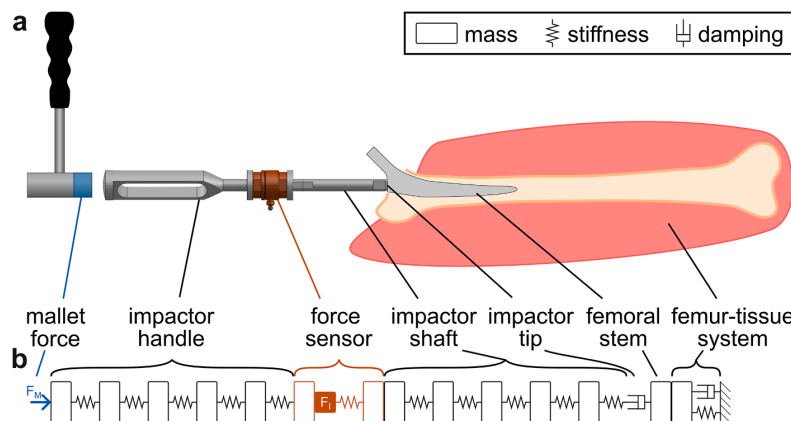 a
mass stiffness damping
mallet force
impactor handle
force sensor
impactor shaft
impactor tip
femoral stem
femur-tissue system
b
F_M
F_I